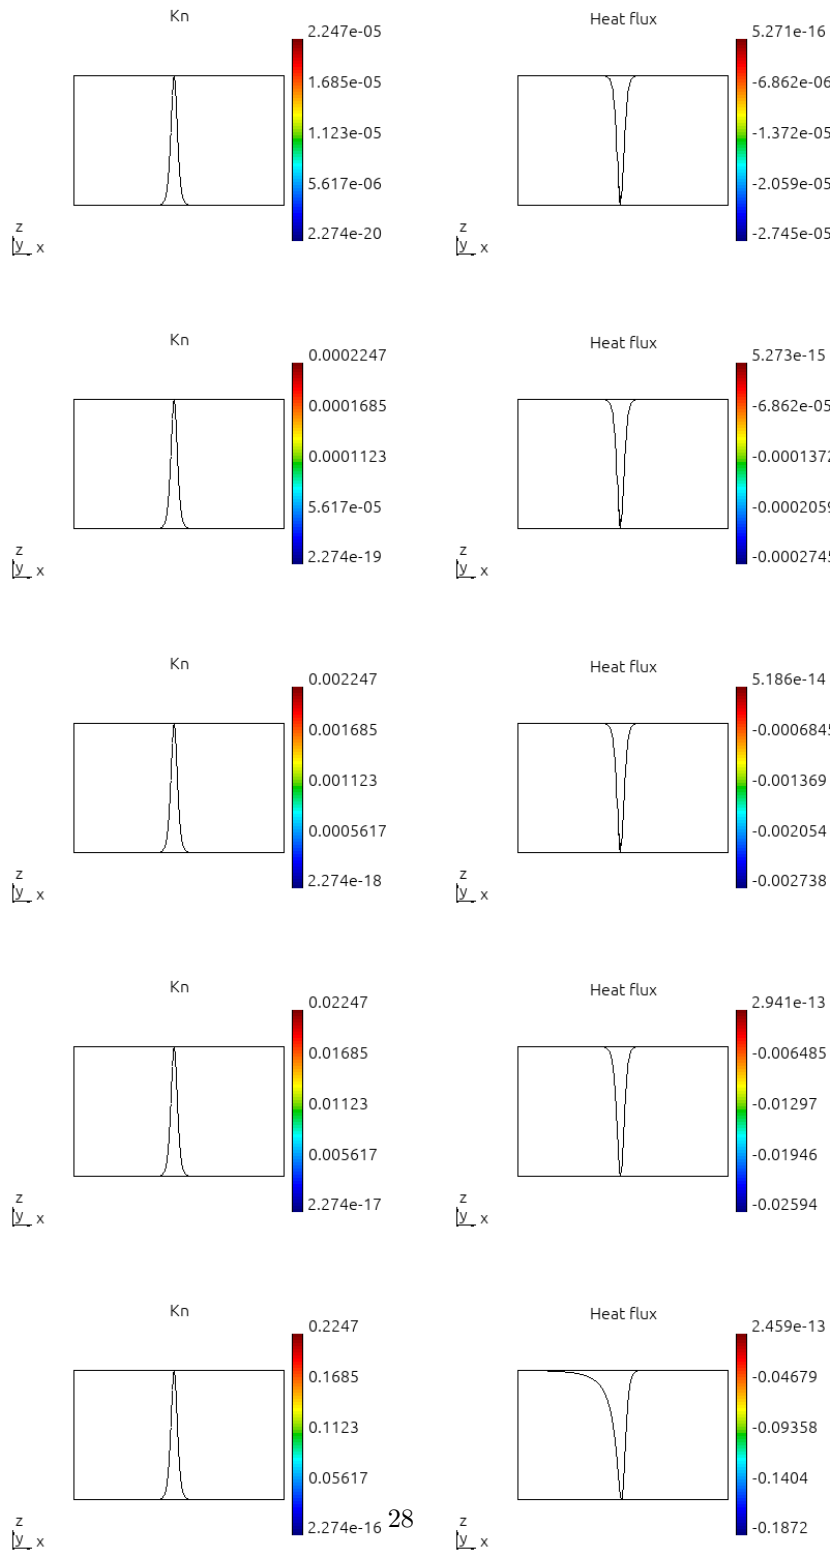 Kn
2.247e-05
1.685e-05
1.123e-05
5.617e-06
2.274e-20
z
y x
Heat flux
5.271e-16
-6.862e-06
-1.372e-05
-2.059e-05
-2.745e-05
z
y x
Kn
0.0002247
0.0001685
0.0001123
5.617e-05
2.274e-19
z
y x
Heat flux
5.273e-15
-6.862e-05
-0.0001372
-0.0002059
-0.0002745
z
y x
Kn
0.002247
0.001685
0.001123
0.0005617
2.274e-18
z
y x
Heat flux
5.186e-14
-0.0006845
-0.001369
-0.002054
-0.002738
z
y x
Kn
0.02247
0.01685
0.01123
0.005617
2.274e-17
z
y x
Heat flux
2.941e-13
-0.006485
-0.01297
-0.01946
-0.02594
z
y x
Kn
0.2247
0.1685
0.1123
0.05617
2.274e-16
z
y x
Heat flux
2.459e-13
-0.04679
-0.09358
-0.1404
-0.1872
z
y x
28